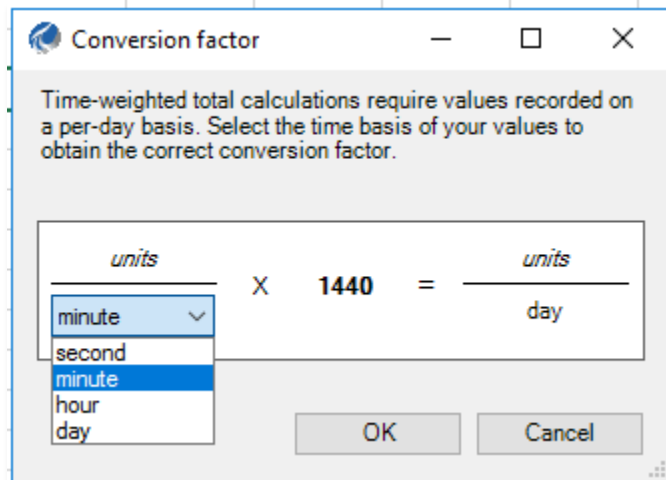 Conversion factor
Time-weighted total calculations require values recorded on
a per-day basis. Select the time basis of your values to
obtain the correct conversion factor.
units
units
X 1440 =
minute
day
second
minute
hour
day
OK Cancel